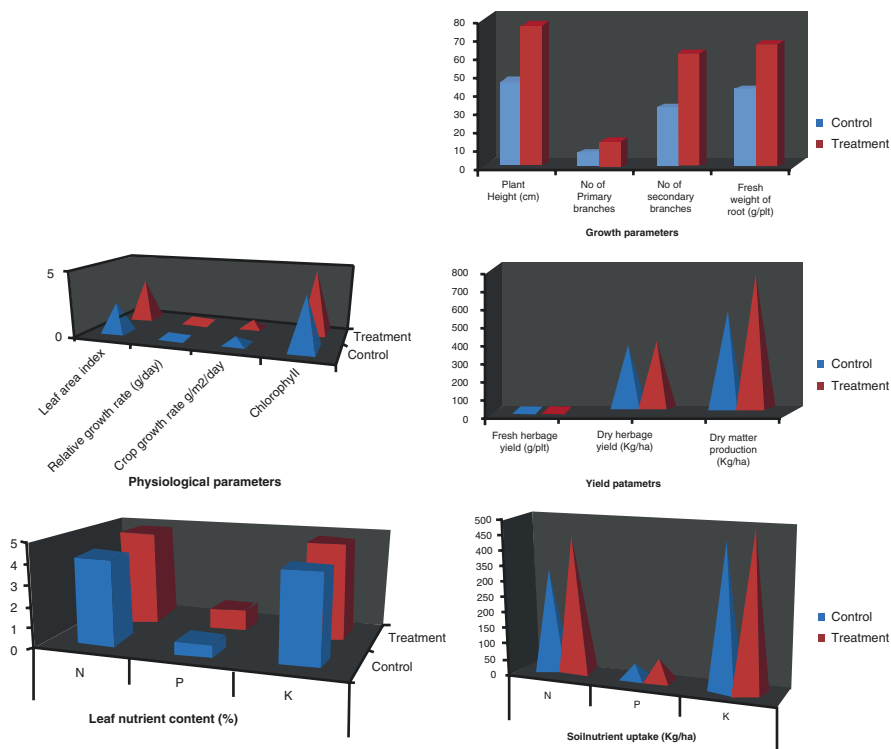 80
70
60
50
40
30
20
10
0
Plant
Height (cm)
No of
Primary
branches
No of
secondary
branches
Fresh
weight of
root (g/plt)
Growth parameters
Control
Treatment
5
0
Leaf area index
Relative growth rate (g/day)
Crop growth rate g/m2/day
Chlorophyll
Treatment
Control
Physiological parameters
800
700
600
500
400
300
200
100
0
Fresh herbage
yield (g/plt)
Dry herbage
yield (Kg/ha)
Dry matter
production
(Kg/ha)
Yield patametrs
Control
Treatment
5
4
3
2
1
0
N
P
K
Treatment
Control
Leaf nutrient content (%)
500
450
400
350
300
250
200
150
100
50
0
N
P
K
Soilnutrient uptake (Kg/ha)
Control
Treatment